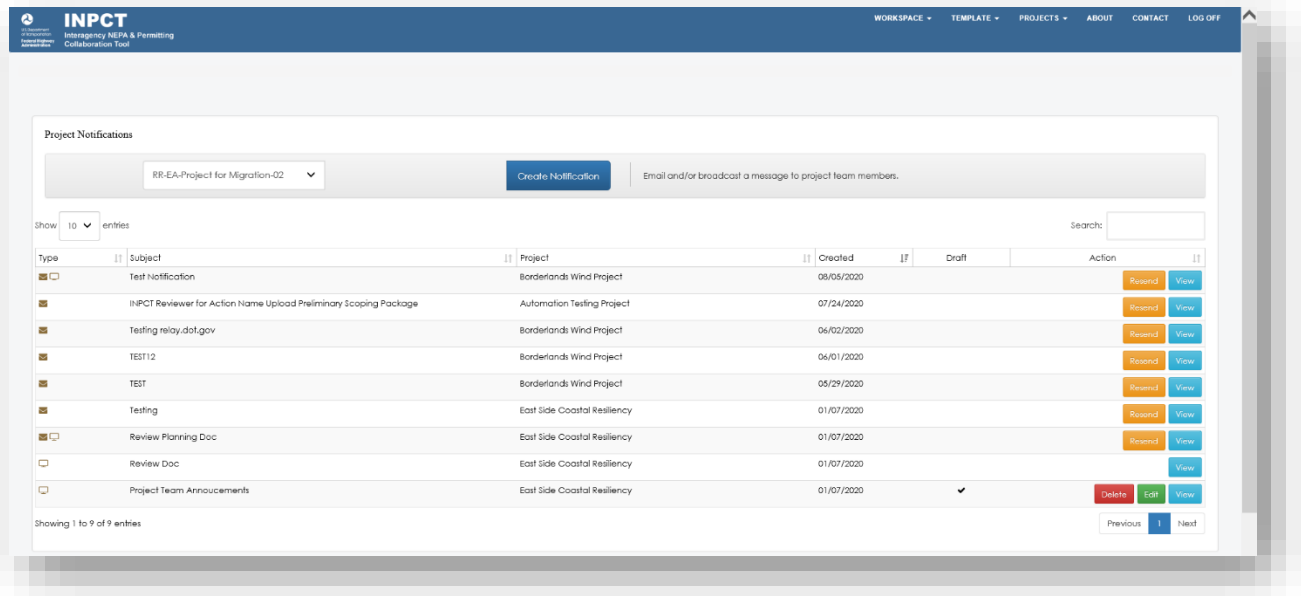 INPCT
Interagency NEPA & Permitting
Collaboration Tool
U.S. Department
of Transportation
Federal Highway
Administration
WORKSPACE TEMPLATE PROJECTS ABOUT CONTACT LOG OFF
Project Notifications
RR-EA-Project for Migration-02 Create Notification Email and/or broadcast a message to project team members.
Show 10 entries Search:
Type Subject Project Created Draft Action
Test Notification Borderlands Wind Project 08/05/2020 Resend View
INPCT Reviewer for Action Name Upload Preliminary Scoping Package Automation Testing Project 07/24/2020 Resend View
Testing relay.dot.gov Borderlands Wind Project 06/02/2020 Resend View
TEST12 Borderlands Wind Project 06/01/2020 Resend View
TEST Borderlands Wind Project 05/29/2020 Resend View
Testing East Side Coastal Resiliency 01/07/2020 Resend View
Review Planning Doc East Side Coastal Resiliency 01/07/2020 Resend View
Review Doc East Side Coastal Resiliency 01/07/2020 View
Project Team Annoucements East Side Coastal Resiliency 01/07/2020 Delete Edit View
Showing 1 to 9 of 9 entries Previous 1 Next